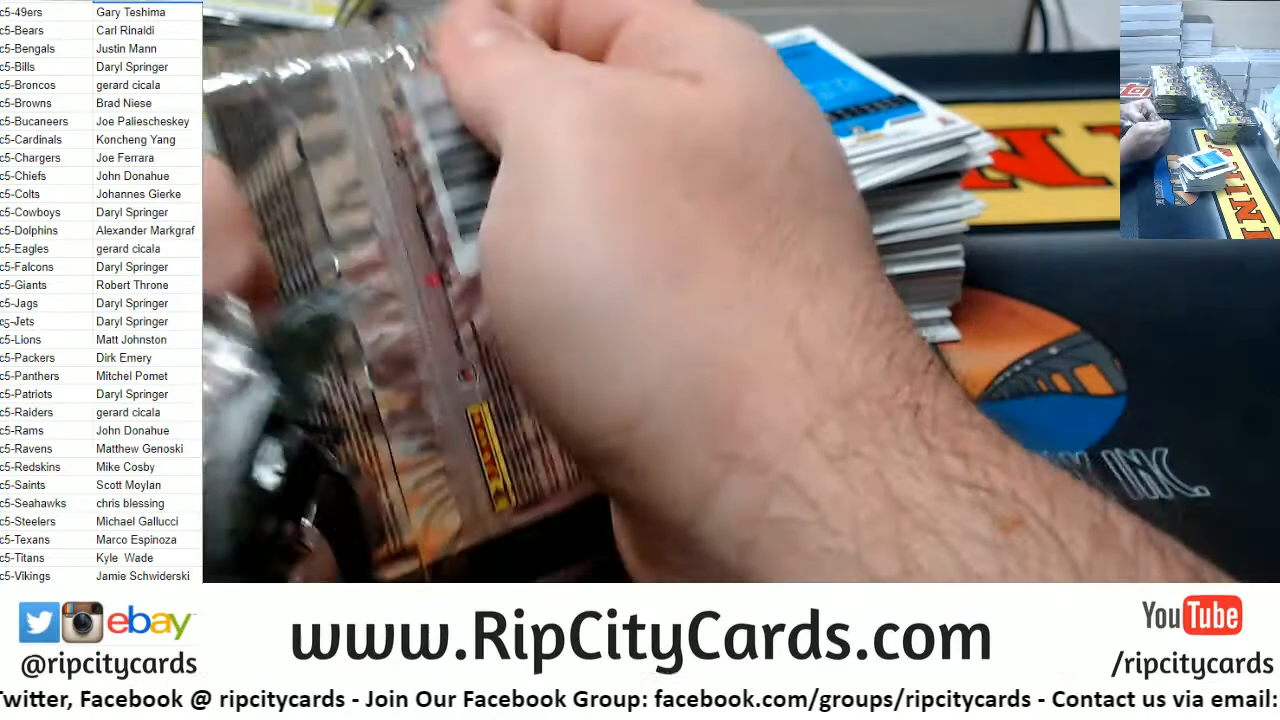 c5-49ers Gary Teshima
c5-Bears Carl Rinaldi
c5-Bengals Justin Mann
c5-Bills Daryl Springer
c5-Broncos gerard cicala
c5-Browns Brad Niese
c5-Bucaneers Joe Paliescheskey
c5-Cardinals Koncheng Yang
c5-Chargers Joe Ferrara
c5-Chiefs John Donahue
c5-Colts Johannes Gierke
c5-Cowboys Daryl Springer
c5-Dolphins Alexander Markgraf
c5-Eagles gerard cicala
c5-Falcons Daryl Springer
c5-Giants Robert Throne
c5-Jags Daryl Springer
c5-Jets Daryl Springer
c5-Lions Matt Johnston
c5-Packers Dirk Emery
c5-Panthers Mitchel Pomet
c5-Patriots Daryl Springer
c5-Raiders gerard cicala
c5-Rams John Donahue
c5-Ravens Matthew Genoski
c5-Redskins Mike Cosby
c5-Saints Scott Moylan
c5-Seahawks chris blessing
c5-Steelers Michael Gallucci
c5-Texans Marco Espinoza
c5-Titans Kyle Wade
c5-Vikings Jamie Schwiderski
INI
INC.
ININ
PANINI
ebay
@ripcitycards
www.RipCityCards.com
YouTube
/ripcitycards
Twitter, Facebook @ ripcitycards - Join Our Facebook Group: facebook.com/groups/ripcitycards - Contact us via email: